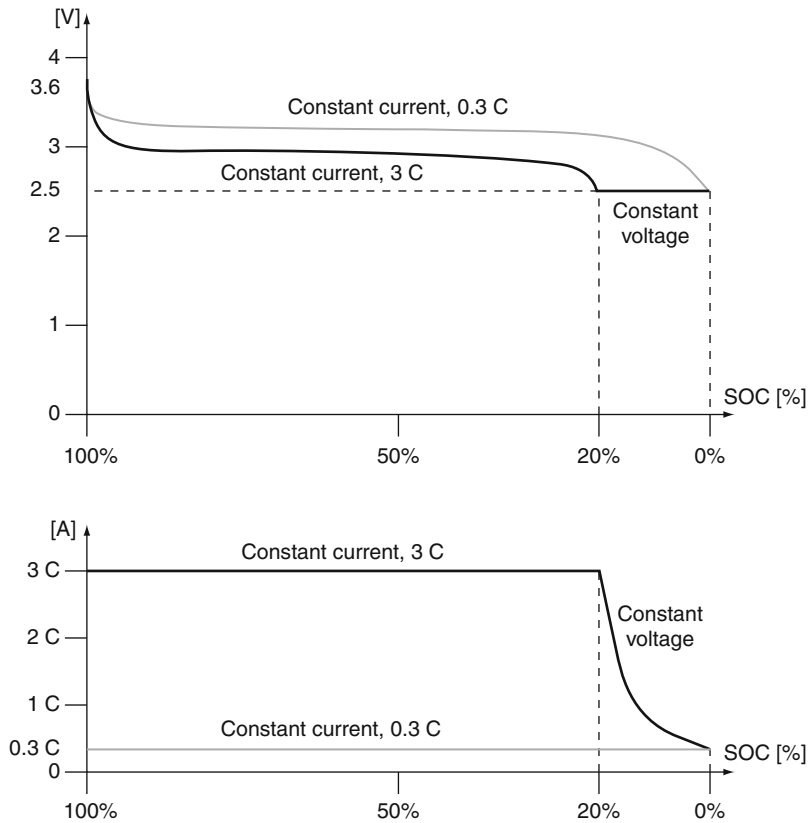 [V]
4
3.6
Constant current, 0.3 C
3
Constant current, 3 C
2.5
Constant
voltage
2
1
0
SOC [%]
100%
50%
20%
0%
[A]
Constant current, 3 C
3 C
Constant
voltage
2 C
1 C
Constant current, 0.3 C
0.3 C
SOC [%]
0
100%
50%
20%
0%